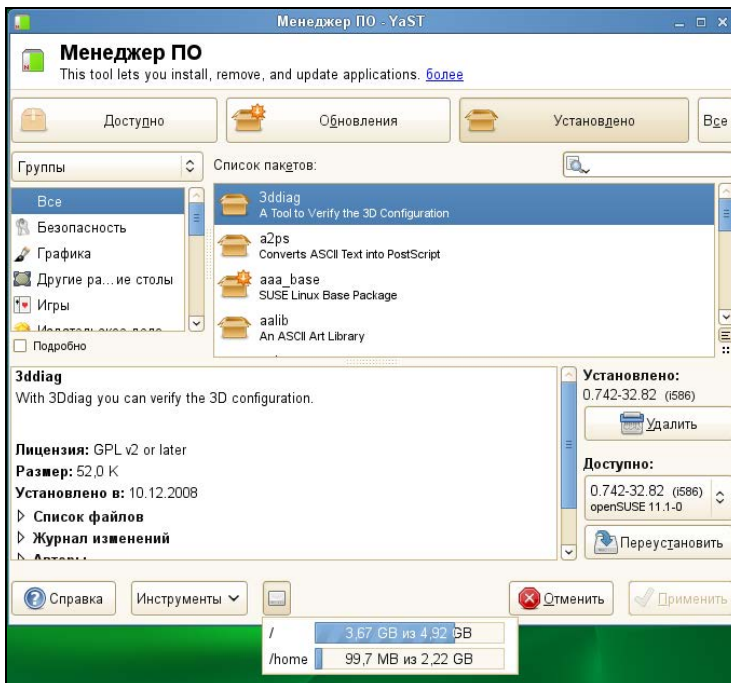 Менеджер ПО - YaST
Менеджер ПО
This tool lets you install, remove, and update applications. более
Доступно
Обновления
Установлено
Все
Группы
Список пакетов:
Все
Безопасность
Графика
Другие ра...ие столы
Игры
Подробно
3ddiag
A Tool to Verify the 3D Configuration
a2ps
Converts ASCII Text into PostScript
aaa_base
SUSE Linux Base Package
aalib
An ASCII Art Library
3ddiag
With 3Ddiag you can verify the 3D configuration.
Лицензия: GPL v2 or later
Размер: 52,0 K
Установлено в: 10.12.2008
Список файлов
Журнал изменений
Авторы
Установлено:
0.742-32.82 (i586)
Удалить
Доступно:
0.742-32.82 (i586)
openSUSE 11.1-0
Переустановить
Справка
Инструменты
Отменить
Применить
/ 3,67 GB из 4,92 GB
/home 99,7 MB из 2,22 GB